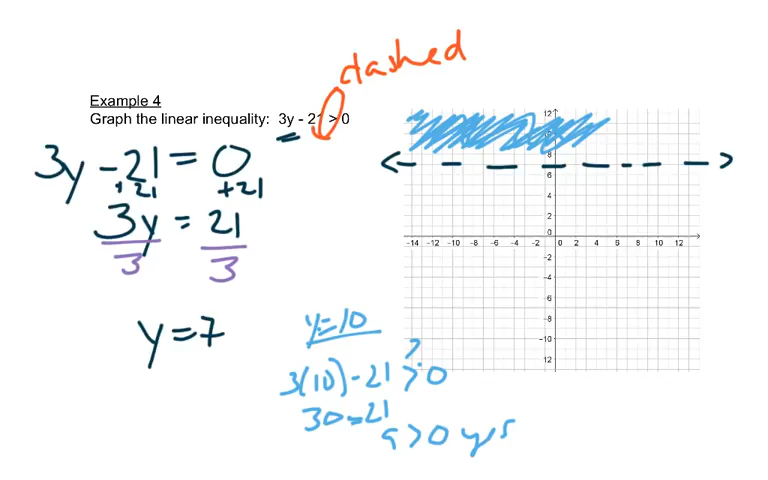 dashed
Example 4
Graph the linear inequality: 3y - 21 > 0
3y - 21 = 0
+21 +21
3y = 21
3 3
y = 7
y = 10
?
3(10) - 21 > 0
30 - 21
9 > 0 yes
12
8
6
4
2
0
-14 -12 -10 -8 -6 -4 -2 0 2 4 6 8 10 12
-2
-4
-6
-8
-10
12